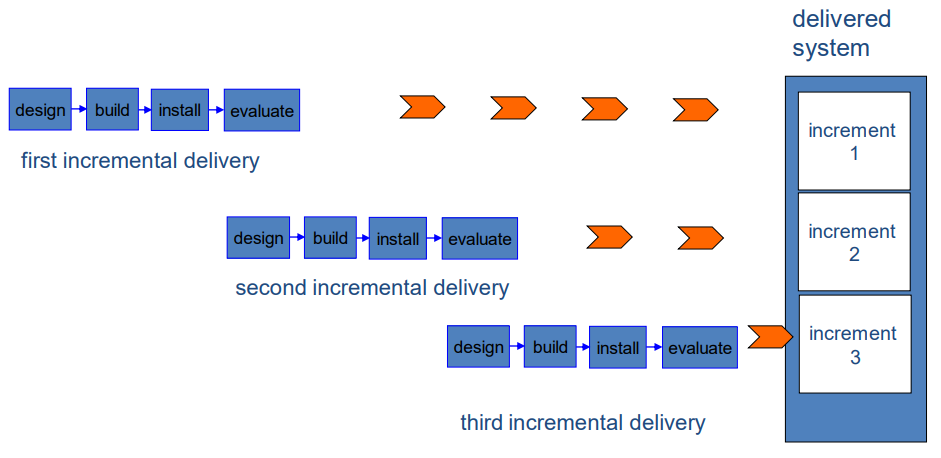 delivered
system
design build install evaluate
increment
1
first incremental delivery
design build install evaluate
increment
2
second incremental delivery
design build install evaluate
increment
3
third incremental delivery